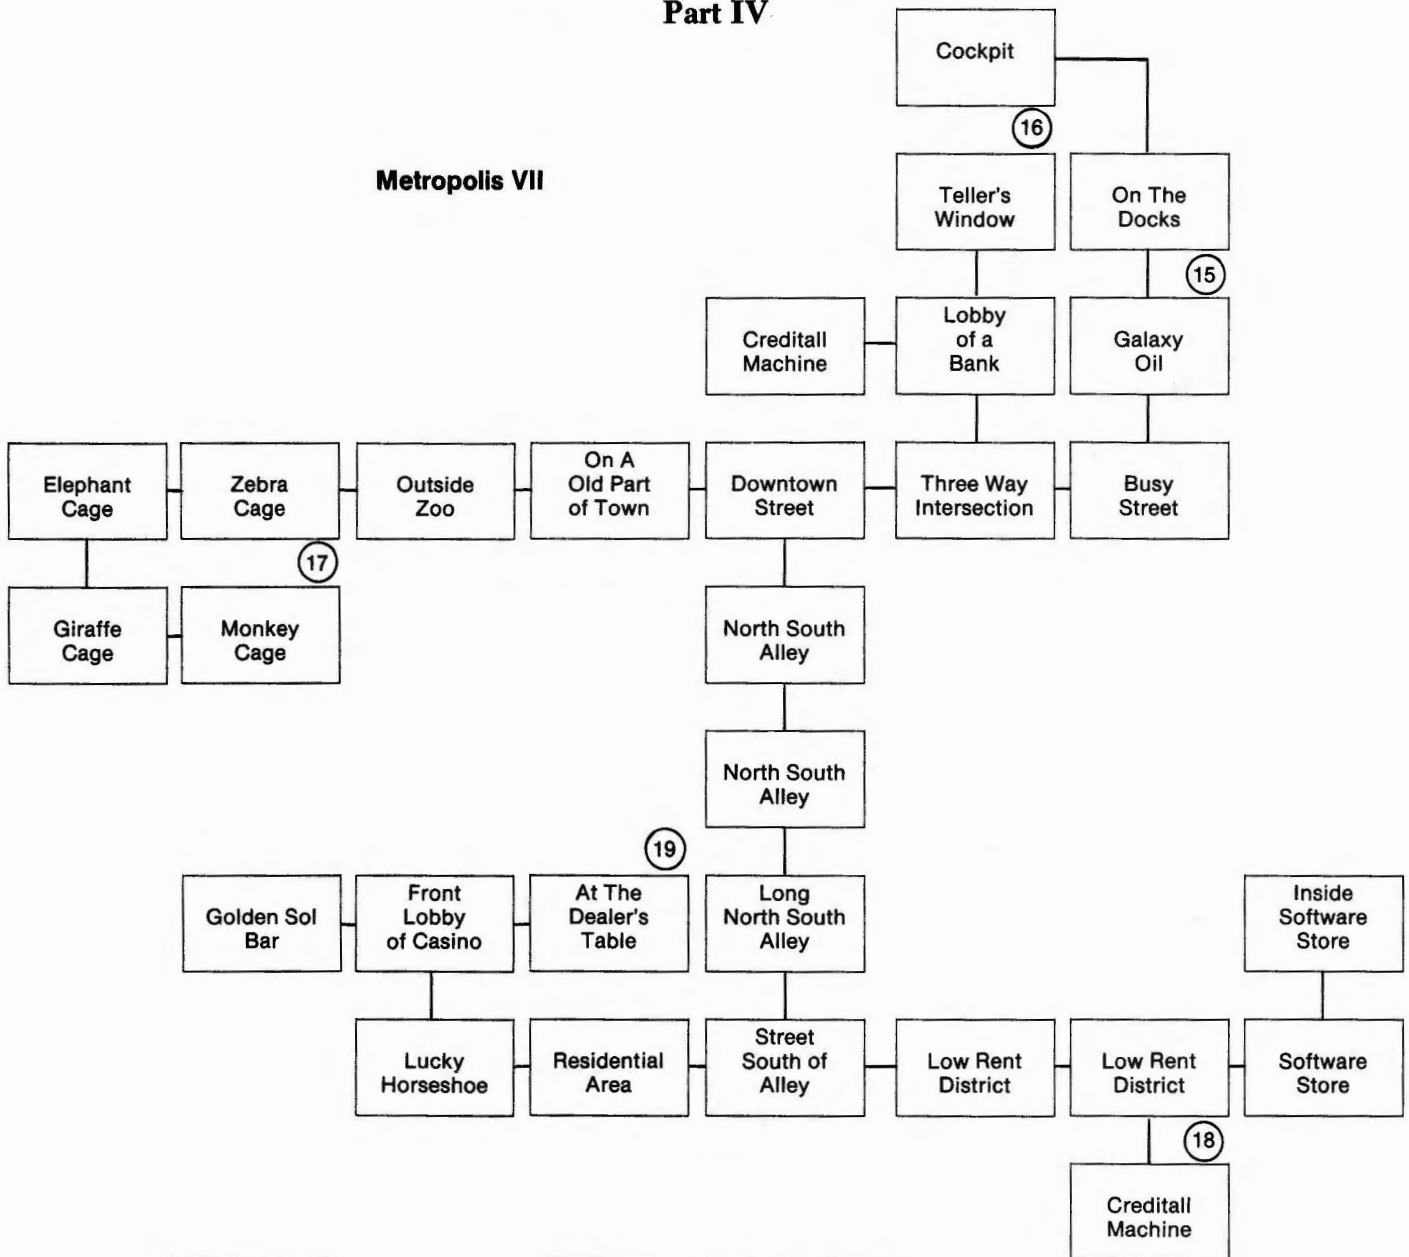 Part IV
Cockpit
16
Metropolis VII
Teller's
Window
On The
Docks
15
Creditall
Machine
Lobby
of a
Bank
Galaxy
Oil
Elephant
Cage
Zebra
Cage
Outside
Zoo
On A
Old Part
of Town
Downtown
Street
Three Way
Intersection
Busy
Street
17
Giraffe
Cage
Monkey
Cage
North South
Alley
North South
Alley
19
Golden Sol
Bar
Front
Lobby
of Casino
At The
Dealer's
Table
Long
North South
Alley
Inside
Software
Store
Lucky
Horseshoe
Residential
Area
Street
South of
Alley
Low Rent
District
Low Rent
District
Software
Store
18
Creditall
Machine